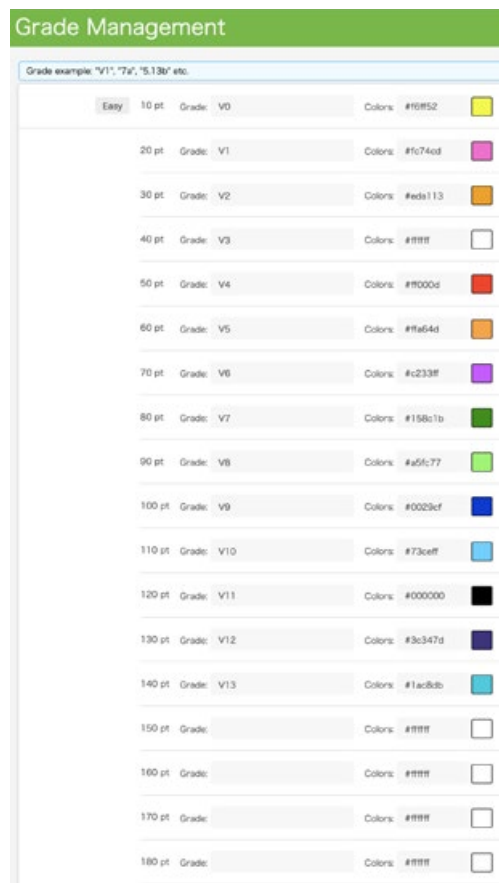 Grade Management
Grade example: "V1", "7a", "5.13b" etc.
Easy 10 pt Grade: V0 Colors: #f6ff52
20 pt Grade: V1 Colors: #fc74cd
30 pt Grade: V2 Colors: #eda113
40 pt Grade: V3 Colors: #ffffff
50 pt Grade: V4 Colors: #ff000d
60 pt Grade: V5 Colors: #ffa64d
70 pt Grade: V6 Colors: #c233ff
80 pt Grade: V7 Colors: #158c1b
90 pt Grade: V8 Colors: #a5fc77
100 pt Grade: V9 Colors: #0029cf
110 pt Grade: V10 Colors: #73ceff
120 pt Grade: V11 Colors: #000000
130 pt Grade: V12 Colors: #3c347d
140 pt Grade: V13 Colors: #1ac8db
150 pt Grade: Colors: #ffffff
160 pt Grade: Colors: #ffffff
170 pt Grade: Colors: #ffffff
180 pt Grade: Colors: #ffffff